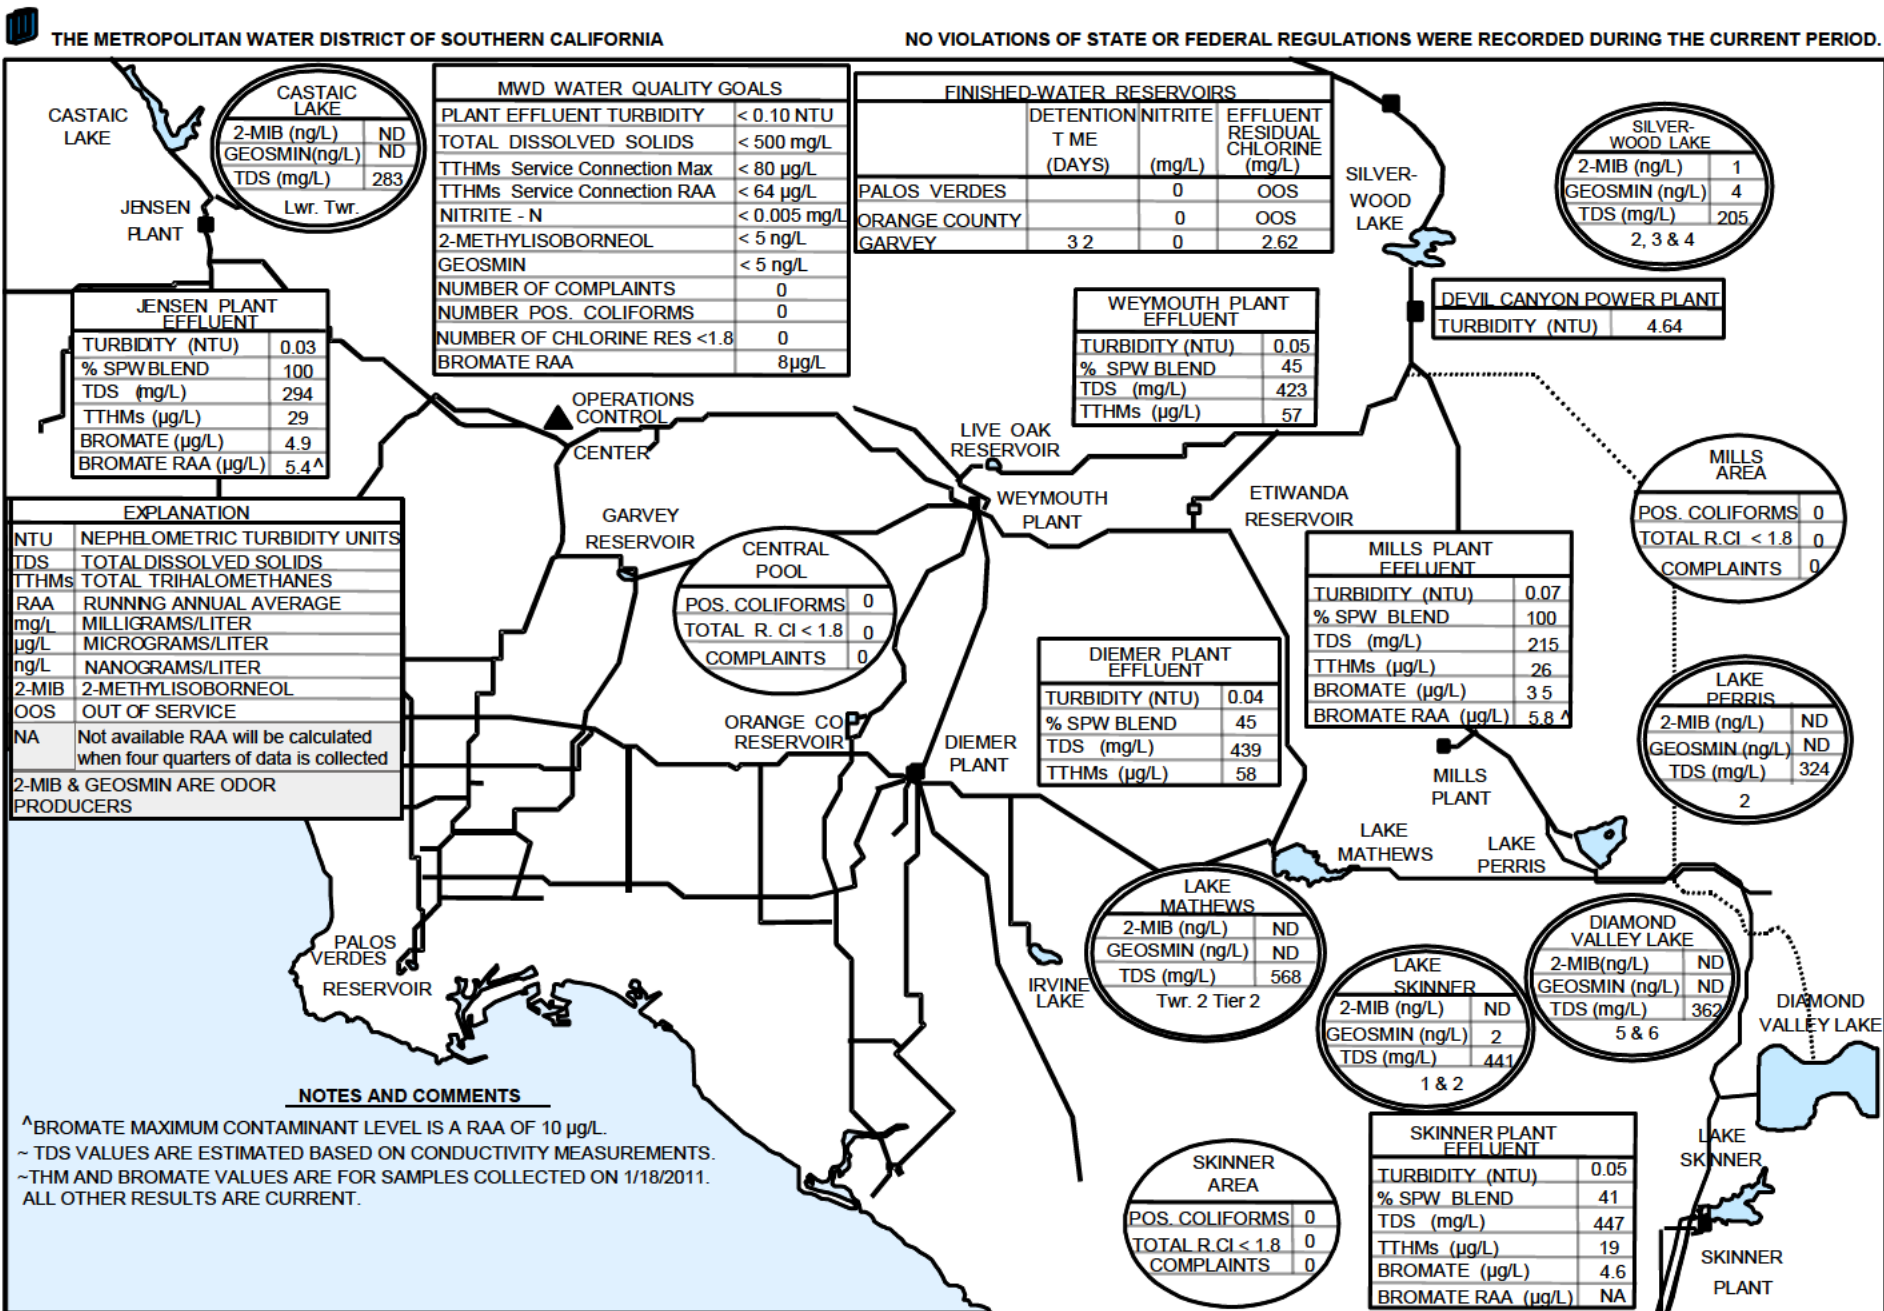 THE METROPOLITAN WATER DISTRICT OF SOUTHERN CALIFORNIA
NO VIOLATIONS OF STATE OR FEDERAL REGULATIONS WERE RECORDED DURING THE CURRENT PERIOD.
CASTAIC
LAKE
CASTAIC
LAKE
2-MIB (ng/L) ND
GEOSMIN(ng/L) ND
TDS (mg/L) 283
Lwr. Twr.
JENSEN
PLANT
MWD WATER QUALITY GOALS
PLANT EFFLUENT TURBIDITY < 0.10 NTU
TOTAL DISSOLVED SOLIDS < 500 mg/L
TTHMs Service Connection Max < 80 µg/L
TTHMs Service Connection RAA < 64 µg/L
NITRITE - N < 0.005 mg/L
2-METHYLISOBORNEOL < 5 ng/L
GEOSMIN < 5 ng/L
NUMBER OF COMPLAINTS 0
NUMBER POS. COLIFORMS 0
NUMBER OF CHLORINE RES <1.8 0
BROMATE RAA 8µg/L
FINISHED-WATER RESERVOIRS
DETENTION NITRITE EFFLUENT
RESIDUAL
T ME CHLORINE
(DAYS) (mg/L) (mg/L)
PALOS VERDES 0 OOS
ORANGE COUNTY 0 OOS
GARVEY 3 2 0 2.62
SILVER-
WOOD
LAKE
SILVER-
WOOD LAKE
2-MIB (ng/L) 1
GEOSMIN (ng/L) 4
TDS (mg/L) 205
2, 3 & 4
DEVIL CANYON POWER PLANT
TURBIDITY (NTU) 4.64
JENSEN PLANT
EFFLUENT
TURBIDITY (NTU) 0.03
% SPW BLEND 100
TDS (mg/L) 294
TTHMs (µg/L) 29
BROMATE (µg/L) 4.9
BROMATE RAA (µg/L) 5.4^
WEYMOUTH PLANT
EFFLUENT
TURBIDITY (NTU) 0.05
% SPW BLEND 45
TDS (mg/L) 423
TTHMs (µg/L) 57
OPERATIONS
CONTROL
CENTER
LIVE OAK
RESERVOIR
WEYMOUTH
PLANT
ETIWANDA
RESERVOIR
MILLS
AREA
POS. COLIFORMS 0
TOTAL R.Cl < 1.8 0
COMPLAINTS 0
EXPLANATION
NTU NEPHELOMETRIC TURBIDITY UNITS
TDS TOTAL DISSOLVED SOLIDS
TTHMs TOTAL TRIHALOMETHANES
RAA RUNNING ANNUAL AVERAGE
mg/L MILLIGRAMS/LITER
µg/L MICROGRAMS/LITER
ng/L NANOGRAMS/LITER
2-MIB 2-METHYLISOBORNEOL
OOS OUT OF SERVICE
NA Not available RAA will be calculated
when four quarters of data is collected
2-MIB & GEOSMIN ARE ODOR
PRODUCERS
GARVEY
RESERVOIR
CENTRAL
POOL
POS. COLIFORMS 0
TOTAL R. Cl < 1.8 0
COMPLAINTS 0
MILLS PLANT
EFFLUENT
TURBIDITY (NTU) 0.07
% SPW BLEND 100
TDS (mg/L) 215
TTHMs (µg/L) 26
BROMATE (µg/L) 3 5
BROMATE RAA (µg/L) 5.8 ^
DIEMER PLANT
EFFLUENT
TURBIDITY (NTU) 0.04
% SPW BLEND 45
TDS (mg/L) 439
TTHMs (µg/L) 58
LAKE
PERRIS
2-MIB (ng/L) ND
GEOSMIN (ng/L) ND
TDS (mg/L) 324
2
ORANGE CO
RESERVOIR
DIEMER
PLANT
MILLS
PLANT
LAKE
MATHEWS
LAKE
PERRIS
LAKE
MATHEWS
2-MIB (ng/L) ND
GEOSMIN (ng/L) ND
TDS (mg/L) 568
Twr. 2 Tier 2
DIAMOND
VALLEY LAKE
2-MIB(ng/L) ND
GEOSMIN (ng/L) ND
TDS (mg/L) 362
5 & 6
LAKE
SKINNER
2-MIB (ng/L) ND
GEOSMIN (ng/L) 2
TDS (mg/L) 441
1 & 2
PALOS
VERDES
RESERVOIR
IRVINE
LAKE
DIAMOND
VALLEY LAKE
NOTES AND COMMENTS
^BROMATE MAXIMUM CONTAMINANT LEVEL IS A RAA OF 10 µg/L.
~ TDS VALUES ARE ESTIMATED BASED ON CONDUCTIVITY MEASUREMENTS.
~THM AND BROMATE VALUES ARE FOR SAMPLES COLLECTED ON 1/18/2011.
ALL OTHER RESULTS ARE CURRENT.
SKINNER
AREA
POS. COLIFORMS 0
TOTAL R.Cl < 1.8 0
COMPLAINTS 0
SKINNER PLANT
EFFLUENT
TURBIDITY (NTU) 0.05
% SPW BLEND 41
TDS (mg/L) 447
TTHMs (µg/L) 19
BROMATE (µg/L) 4.6
BROMATE RAA (µg/L) NA
LAKE
SKINNER
SKINNER
PLANT